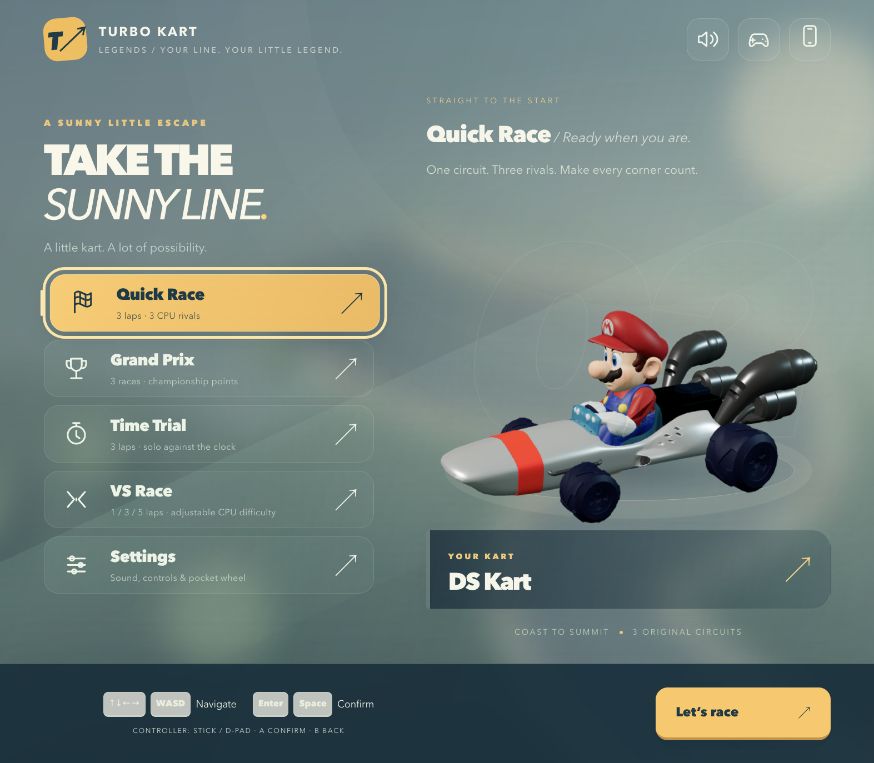 T
TURBO KART
LEGENDS / YOUR LINE. YOUR LITTLE LEGEND.
A SUNNY LITTLE ESCAPE
TAKE THE
SUNNY LINE.
A little kart. A lot of possibility.
Quick Race
3 laps · 3 CPU rivals
Grand Prix
3 races · championship points
Time Trial
3 laps · solo against the clock
VS Race
1 / 3 / 5 laps · adjustable CPU difficulty
Settings
Sound, controls & pocket wheel
STRAIGHT TO THE START
Quick Race / Ready when you are.
One circuit. Three rivals. Make every corner count.
M
YOUR KART
DS Kart
COAST TO SUMMIT • 3 ORIGINAL CIRCUITS
↑↓←→ WASD Navigate Enter Space Confirm
CONTROLLER: STICK / D-PAD · A CONFIRM · B BACK
Let's race